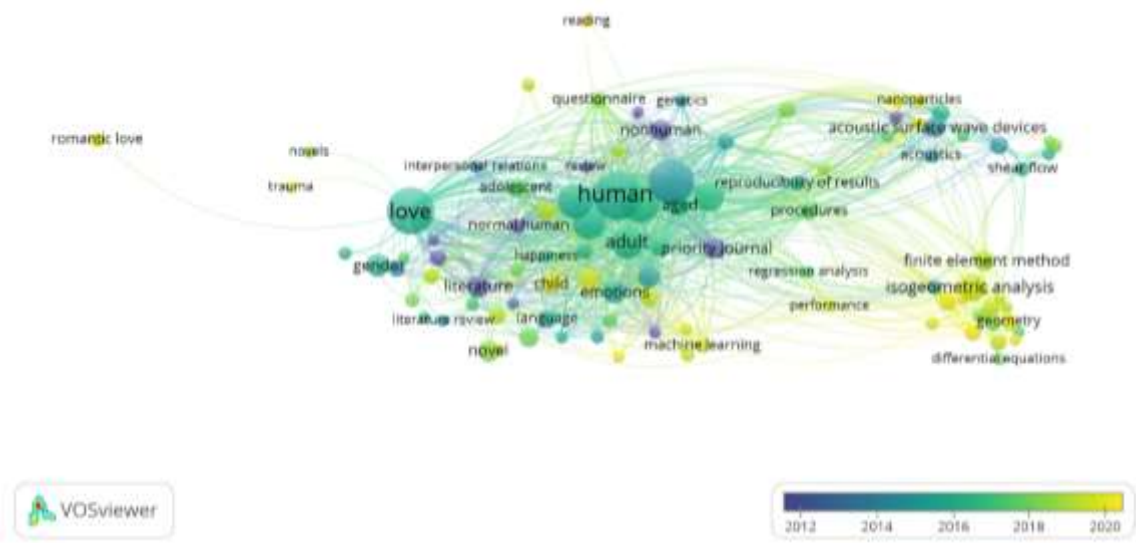 reading
questionnaire
genetics
nanoparticles
nonhuman
acoustic surface wave devices
romantic love
novels
acoustics
interpersonal relations
review
shear flow
trauma
adolescent
human
reproducibility of results
love
aged
procedures
normal human
adult
priority journal
happiness
gender
regression analysis
finite element method
literature
child
emotions
isogeometric analysis
performance
literature review
language
geometry
novel
machine learning
differential equations
VOSviewer
2012
2014
2016
2018
2020